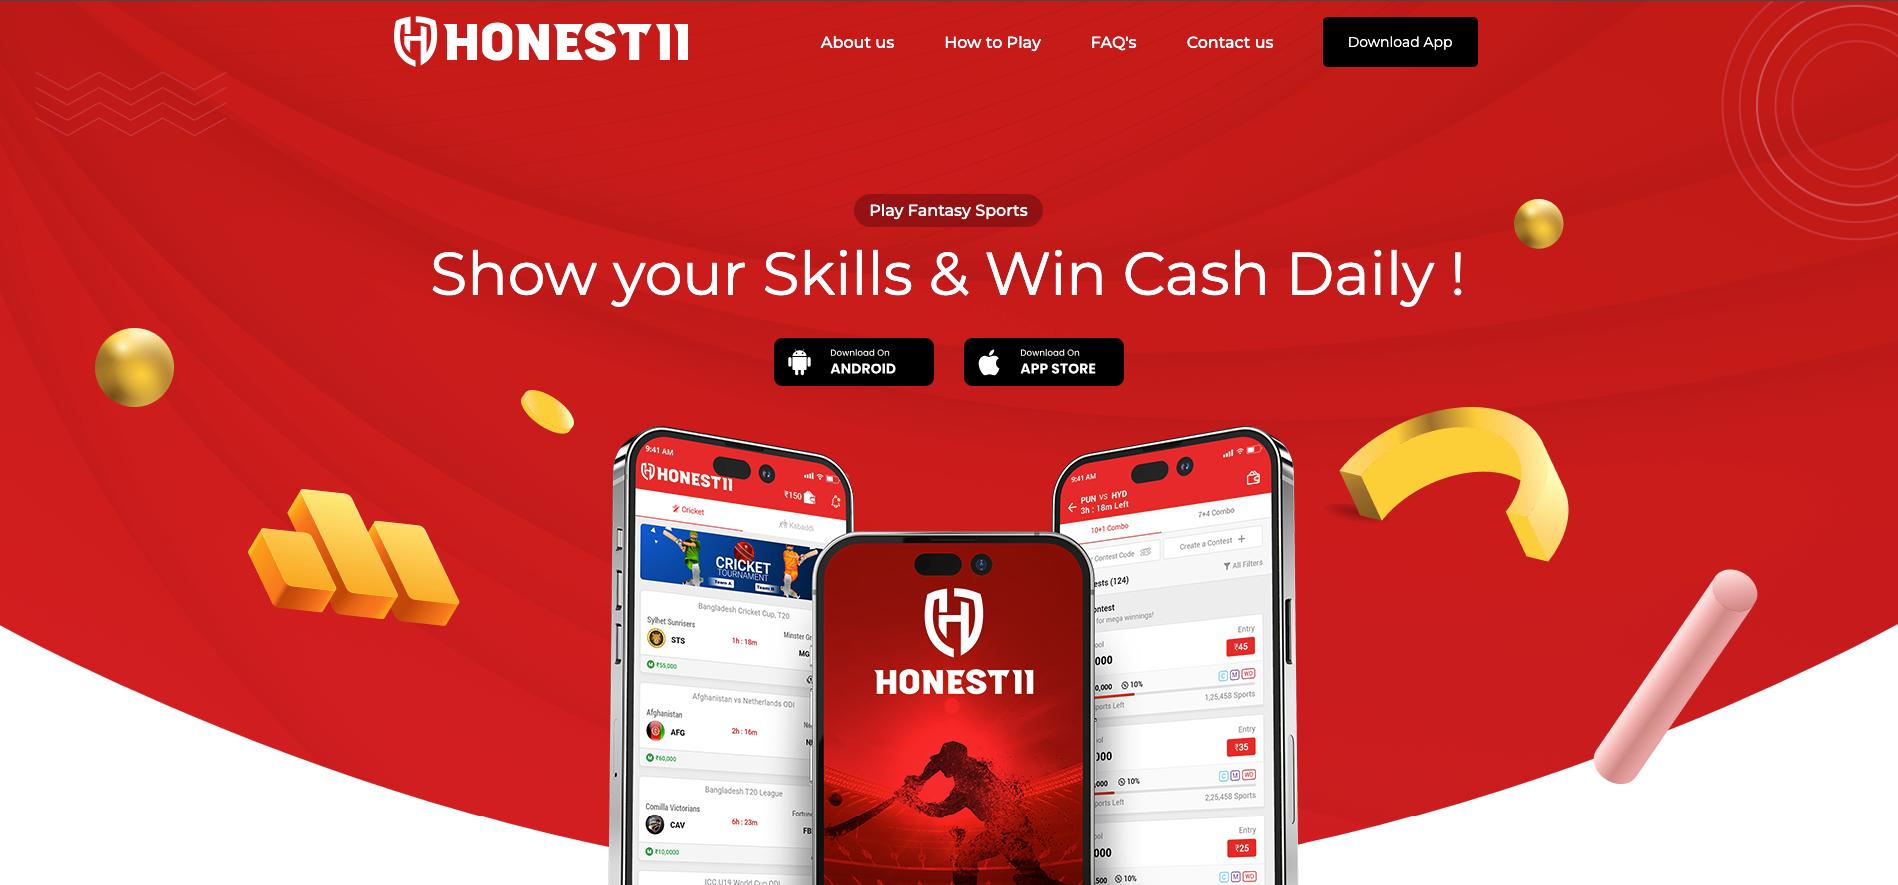 HONEST11
About us
How to Play
FAQ's
Contact us
Download App
Play Fantasy Sports
Show your Skills & Win Cash Daily !
Download On
ANDROID
Download On
APP STORE
9:41 AM
HONEST11
₹150
Cricket
Kabaddi
CRICKET
TOURNAMENT
Team A
Team B
Bangladesh Cricket Cup, T20
Sylhet Sunrisers
Minster Gr
STS
1h : 18m
MG
M ₹55,000
Afghanistan vs Netherlands ODI
Afghanistan
AFG
2h : 16m
M ₹60,000
Bangladesh T20 League
Comilla Victorians
Fortune
CAV
6h : 23m
FB
M ₹10,0000
ICC U19 World Cup ODI
HONEST11
9:41 AM
PUN VS HYD
3h : 18m Left
10+1 Combo
7+4 Combo
Contest Code
Create a Contest
All Filters
ests (124)
ontest
for mega winnings!
ool
Entry
000
₹45
0,000
10%
C M WD
ports Left
1,25,458 Sports
ool
Entry
000
₹35
,000
10%
C M WD
ports Left
2,25,458 Sports
ool
Entry
000
₹25
,500
10%
C M WD